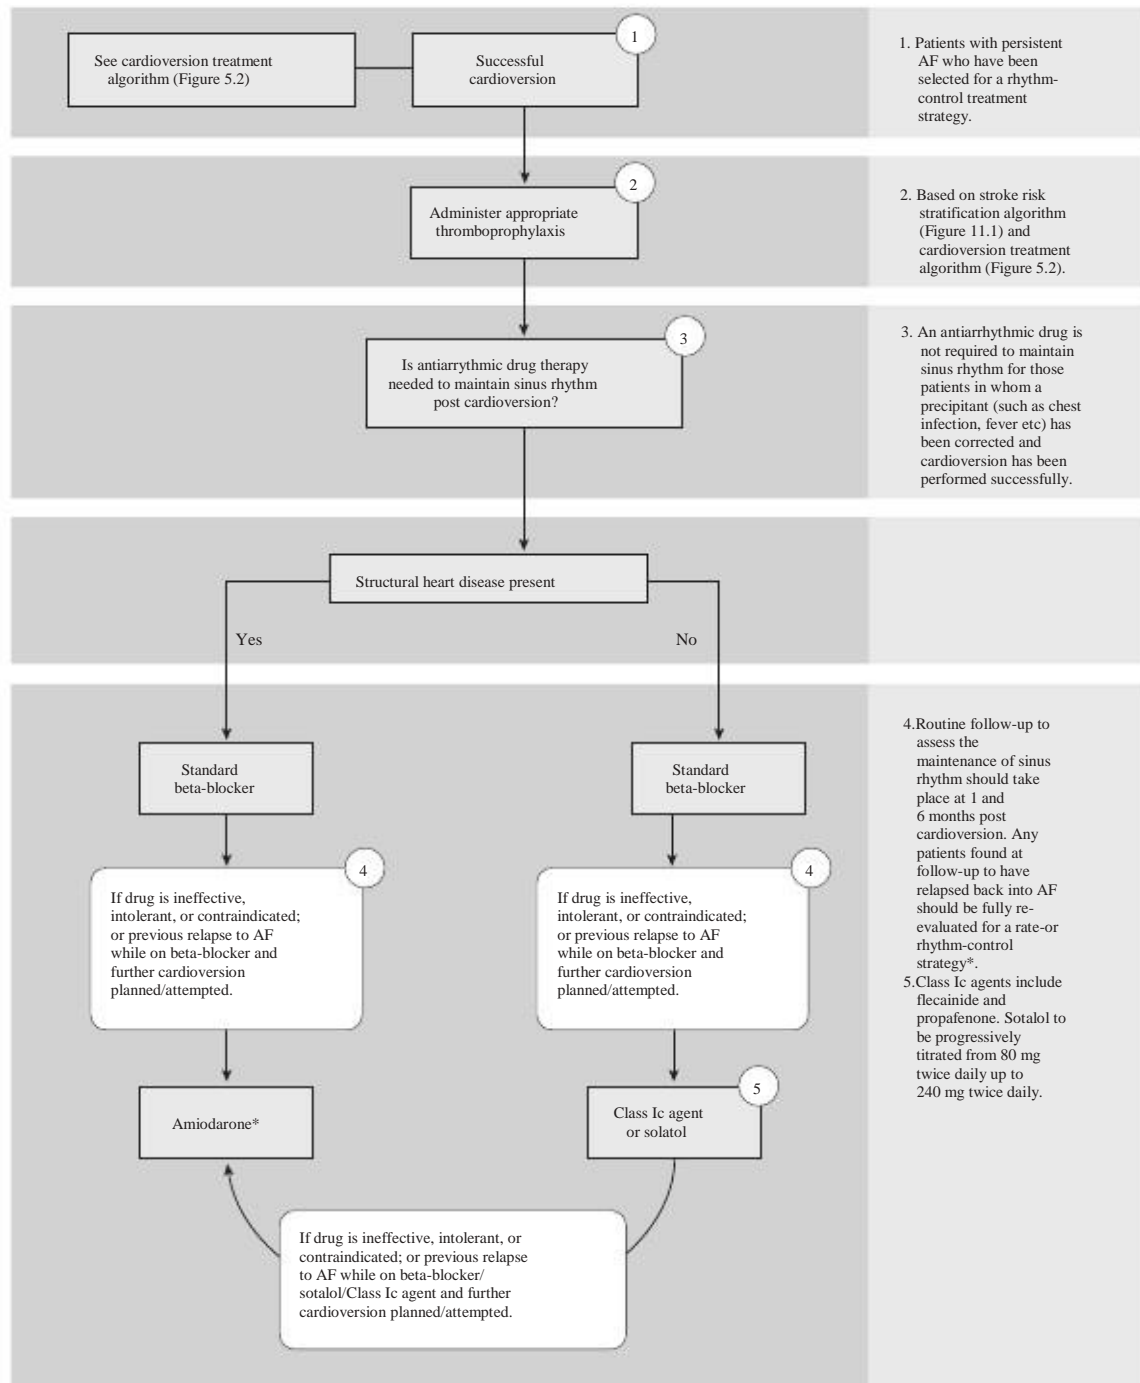 See cardioversion treatment
algorithm (Figure 5.2)
Successful
cardioversion
1
1. Patients with persistent
AF who have been
selected for a rhythm-
control treatment
strategy.
2
Administer appropriate
thromboprophylaxis
2. Based on stroke risk
stratification algorithm
(Figure 11.1) and
cardioversion treatment
algorithm (Figure 5.2).
3
Is antiarrythmic drug therapy
needed to maintain sinus rhythm
post cardioversion?
3. An antiarrhythmic drug is
not required to maintain
sinus rhythm for those
patients in whom a
precipitant (such as chest
infection, fever etc) has
been corrected and
cardioversion has been
performed successfully.
Structural heart disease present
Yes
No
Standard
beta-blocker
Standard
beta-blocker
4
If drug is ineffective,
intolerant, or contraindicated;
or previous relapse to AF
while on beta-blocker and
further cardioversion
planned/attempted.
4
If drug is ineffective,
intolerant, or contraindicated;
or previous relapse to AF
while on beta-blocker and
further cardioversion
planned/attempted.
Amiodarone*
5
Class Ic agent
or solatol
If drug is ineffective, intolerant, or
contraindicated; or previous relapse
to AF while on beta-blocker/
sotalol/Class Ic agent and further
cardioversion planned/attempted.
4.Routine follow-up to
assess the
maintenance of sinus
rhythm should take
place at 1 and
6 months post
cardioversion. Any
patients found at
follow-up to have
relapsed back into AF
should be fully re-
evaluated for a rate-or
rhythm-control
strategy*.
5.Class Ic agents include
flecainide and
propafenone. Sotalol to
be progressively
titrated from 80 mg
twice daily up to
240 mg twice daily.